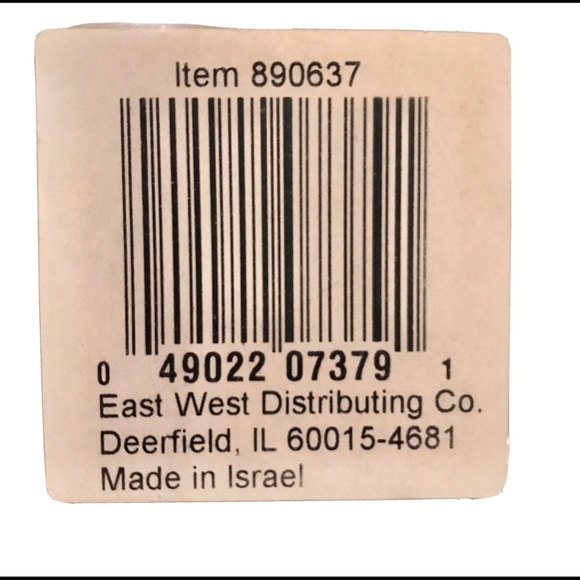 Item 890637
0 49022 07379 1
East West Distributing Co.
Deerfield, IL 60015-4681
Made in Israel